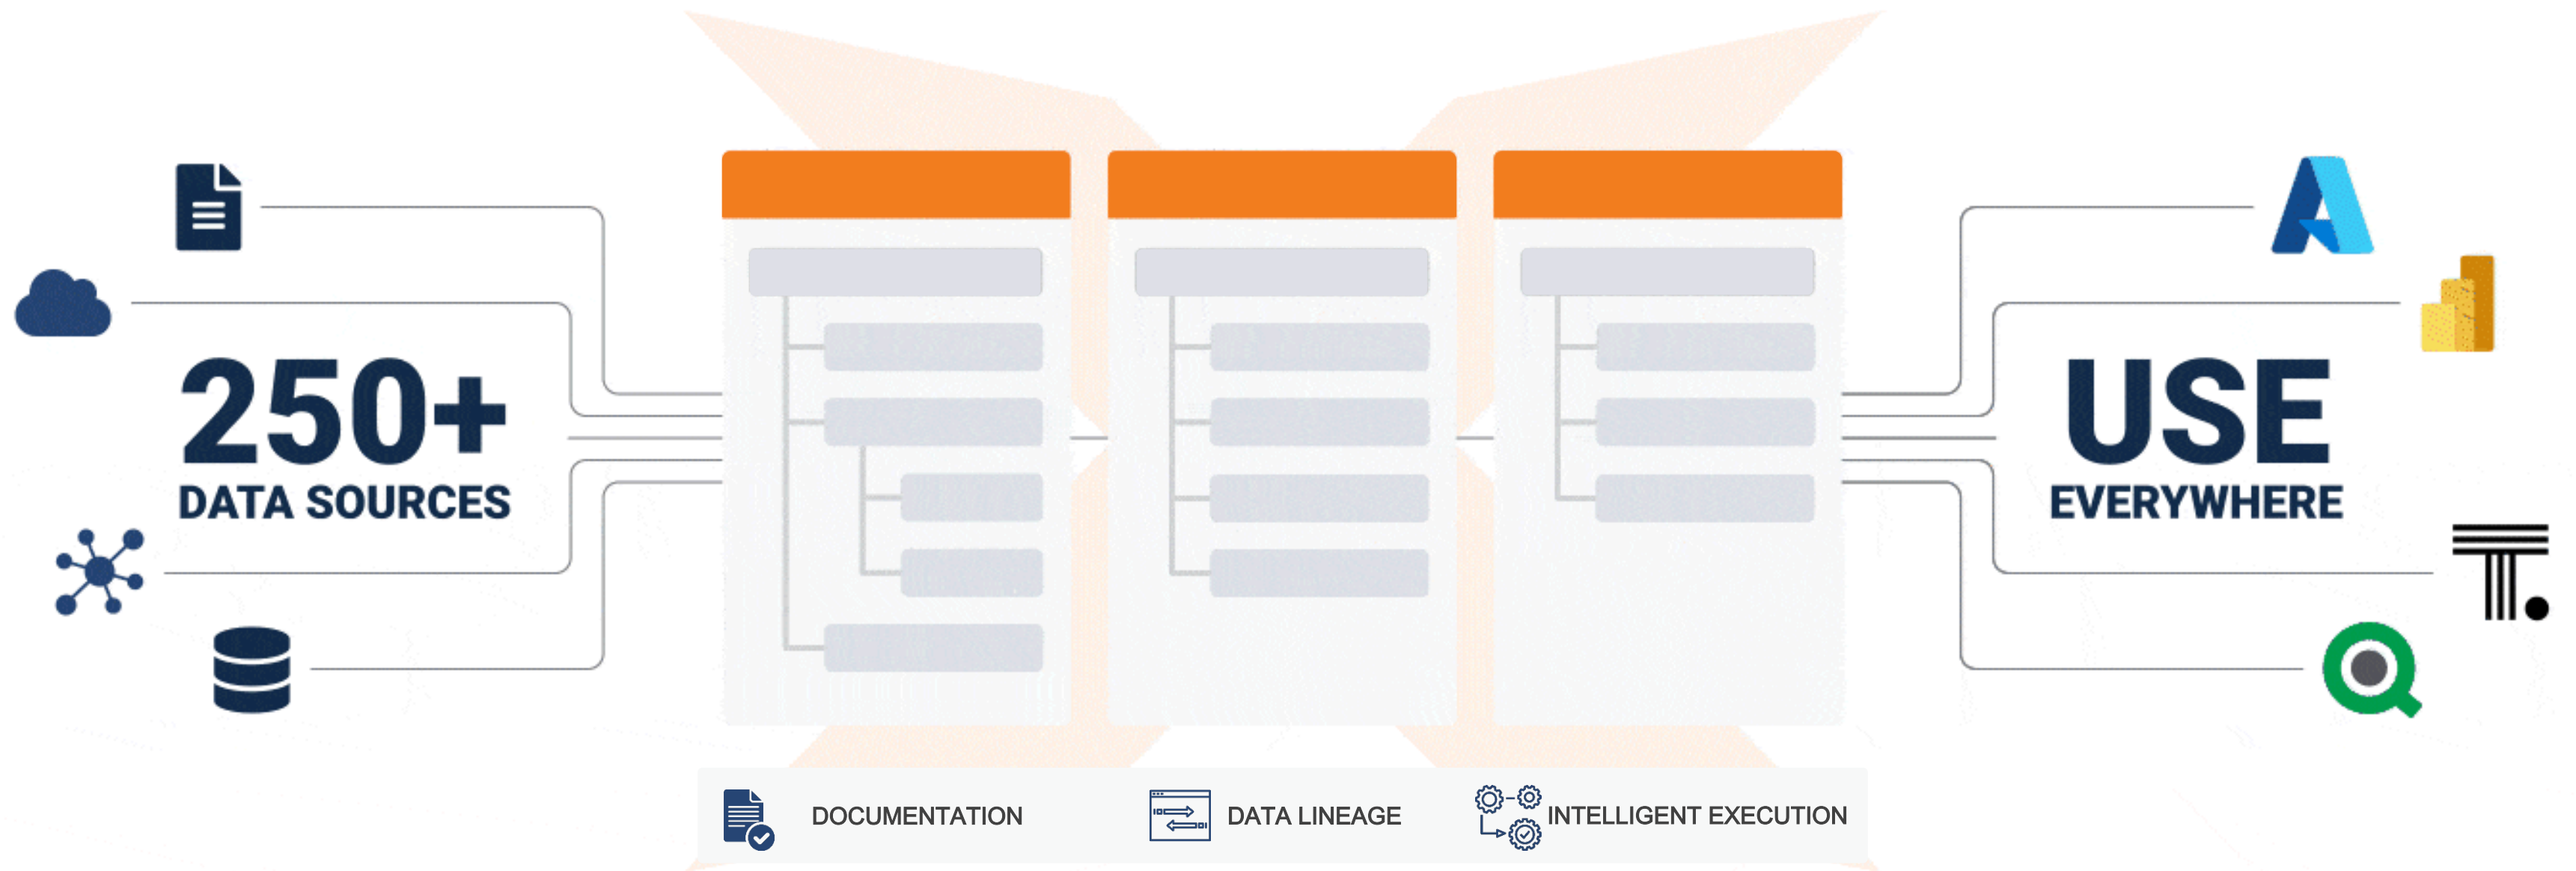 250+
DATA SOURCES
USE
EVERYWHERE
DOCUMENTATION
DATA LINEAGE
INTELLIGENT EXECUTION